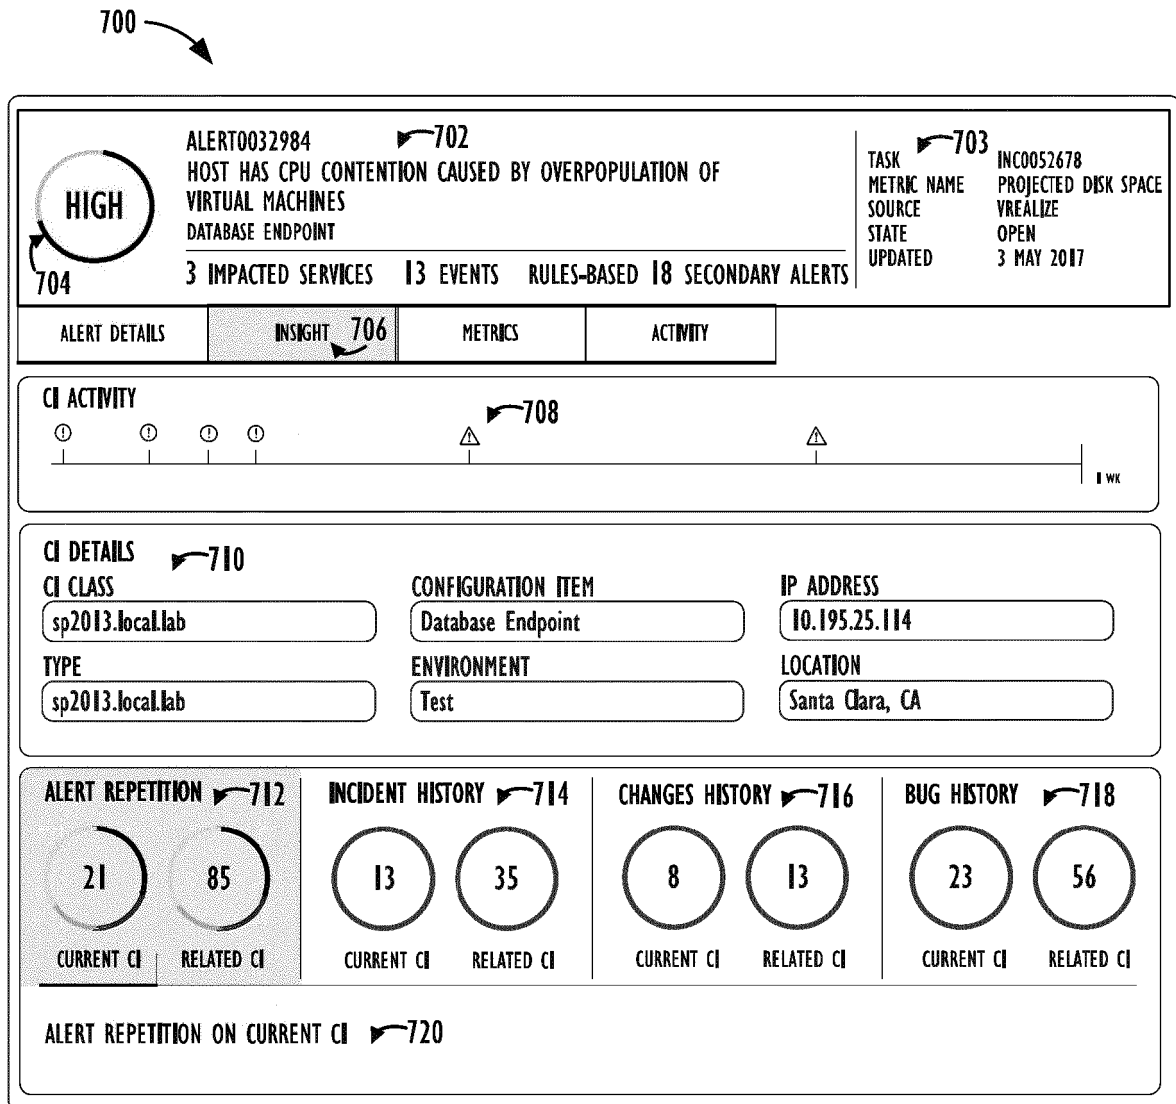 700
ALERT0032984 702
HOST HAS CPU CONTENTION CAUSED BY OVERPOPULATION OF
VIRTUAL MACHINES
DATABASE ENDPOINT
HIGH
704
3 IMPACTED SERVICES 13 EVENTS RULES-BASED 18 SECONDARY ALERTS
703
TASK INC0052678
METRIC NAME PROJECTED DISK SPACE
SOURCE VREALIZE
STATE OPEN
UPDATED 3 MAY 2017
ALERT DETAILS INSIGHT 706 METRICS ACTIVITY
CI ACTIVITY
708
! ! ! ! ! !
1 WK
CI DETAILS 710
CI CLASS CONFIGURATION ITEM IP ADDRESS
sp2013.local.lab Database Endpoint 10.195.25.114
TYPE ENVIRONMENT LOCATION
sp2013.local.lab Test Santa Clara, CA
ALERT REPETITION 712 INCIDENT HISTORY 714 CHANGES HISTORY 716 BUG HISTORY 718
21 85 13 35 8 13 23 56
CURRENT CI RELATED CI CURRENT CI RELATED CI CURRENT CI RELATED CI CURRENT CI RELATED CI
ALERT REPETITION ON CURRENT CI 720